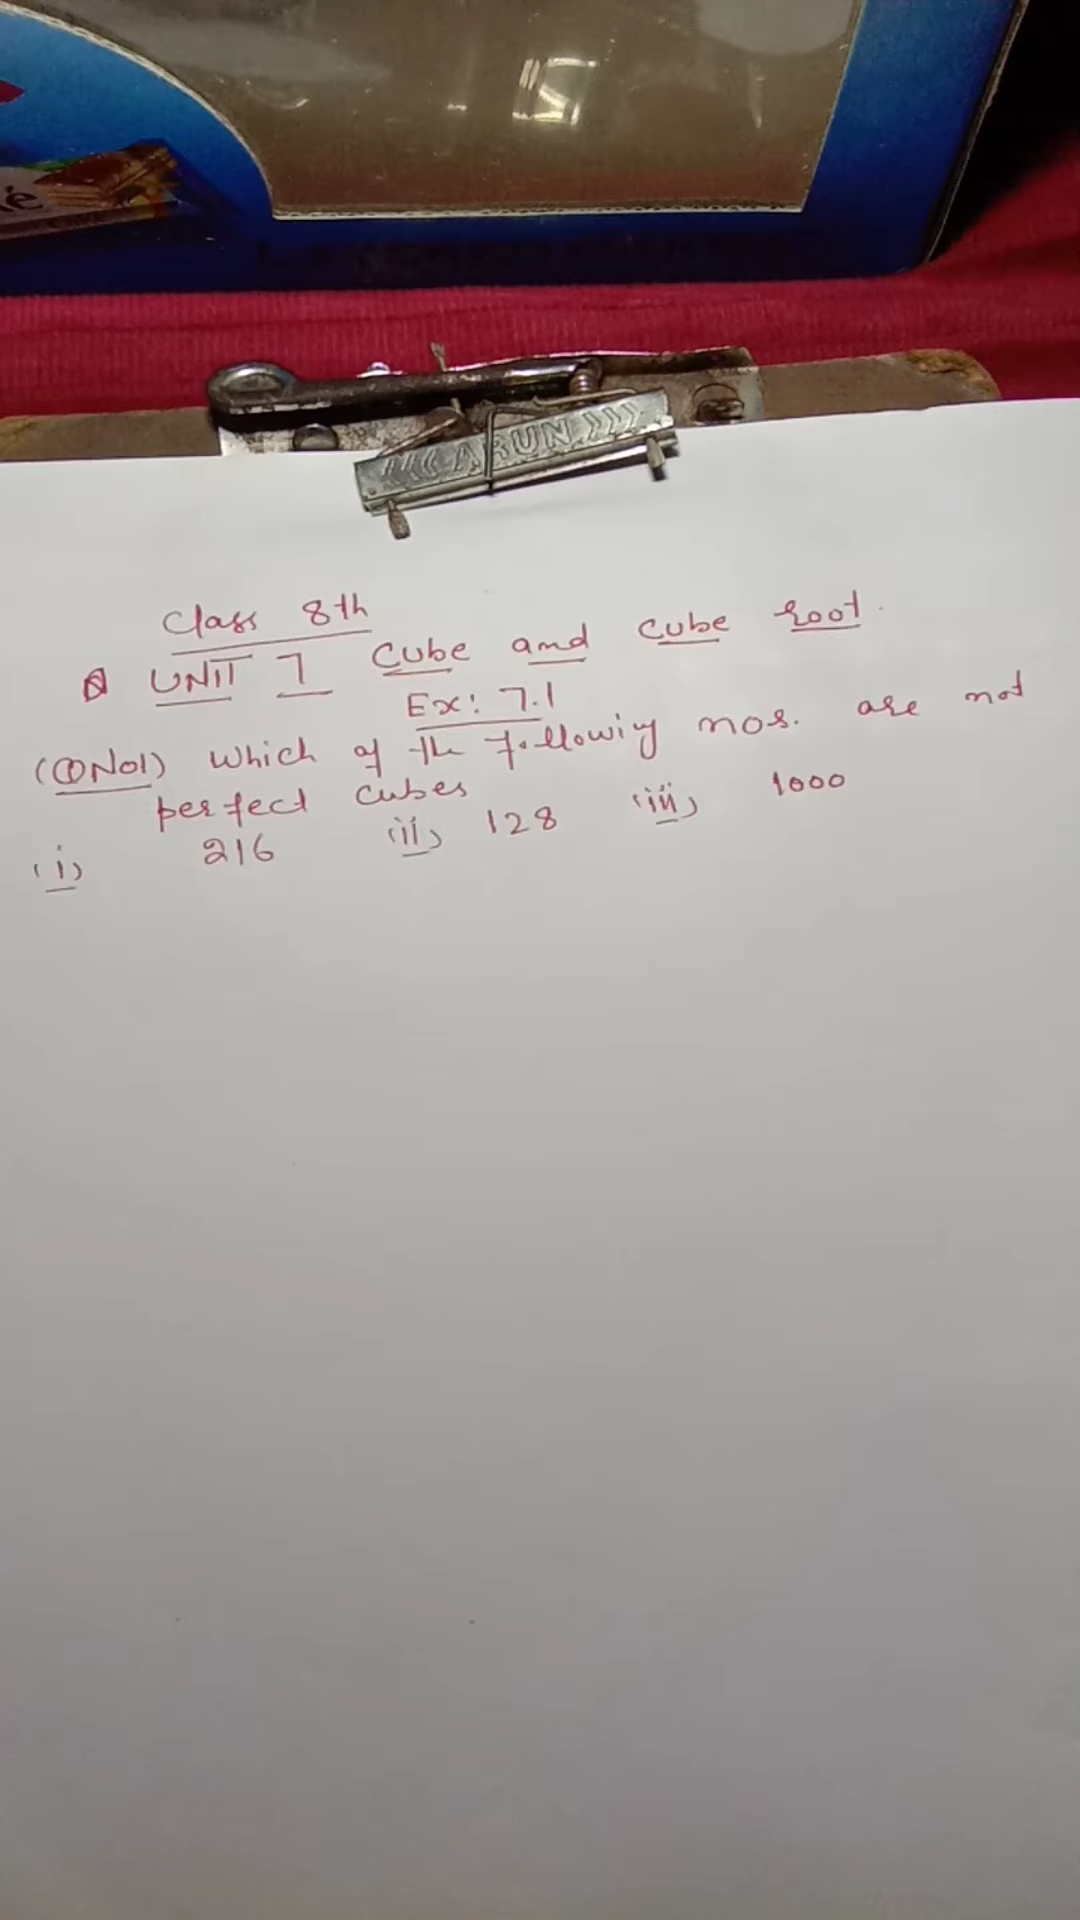 é
<<< ARUN >>>
Class 8th
UNIT 7 Cube and cube root.
Ex: 7.1
(QNo1) Which of the following nos. are not
perfect cubes
(i) 216 (ii) 128 (iii) 1000